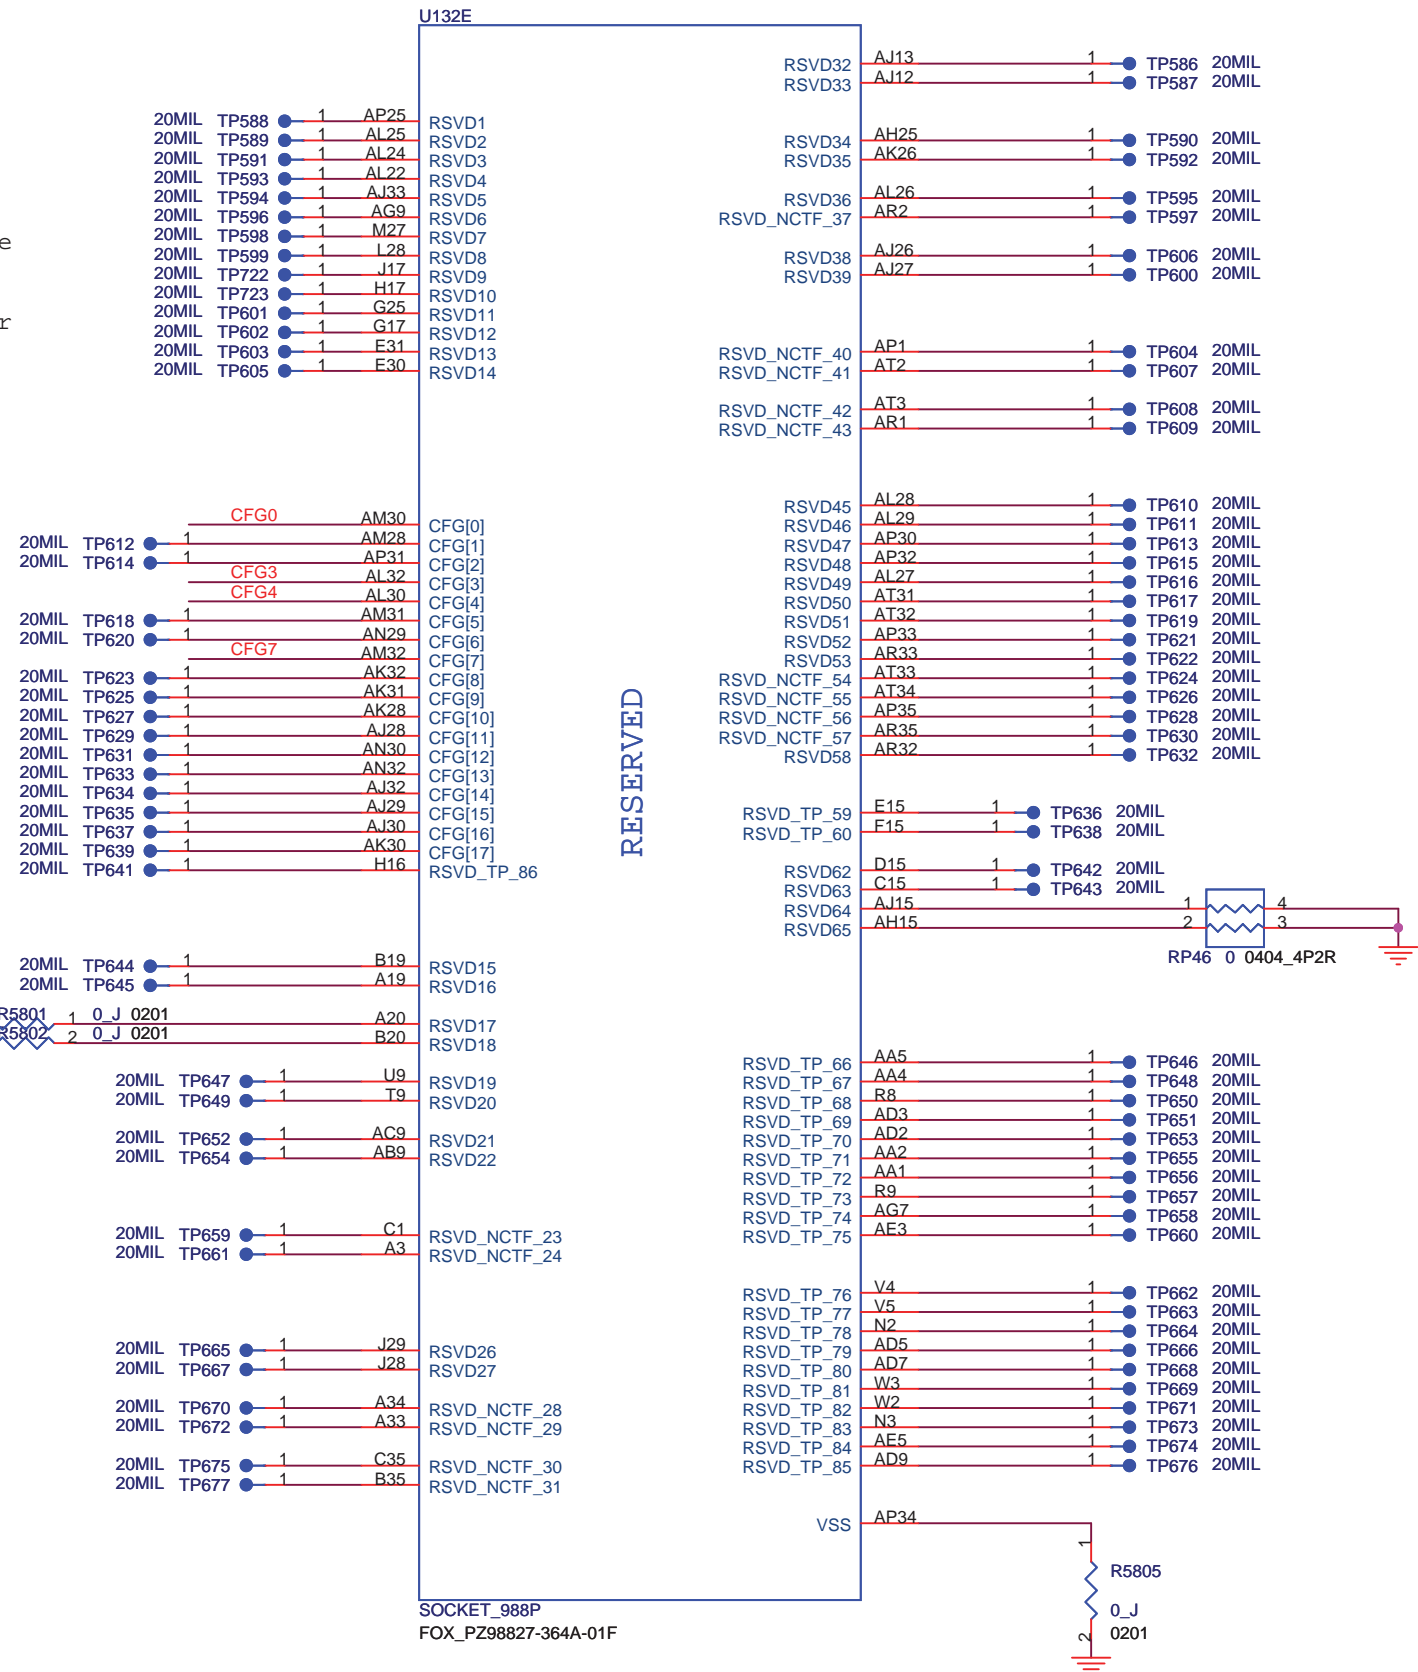 U132E
e
r
20MIL TP588 1 AP25 RSVD1
20MIL TP589 1 AL25 RSVD2
20MIL TP591 1 AL24 RSVD3
20MIL TP593 1 AL22 RSVD4
20MIL TP594 1 AJ33 RSVD5
20MIL TP596 1 AG9 RSVD6
20MIL TP598 1 M27 RSVD7
20MIL TP599 1 L28 RSVD8
20MIL TP722 1 J17 RSVD9
20MIL TP723 1 H17 RSVD10
20MIL TP601 1 G25 RSVD11
20MIL TP602 1 G17 RSVD12
20MIL TP603 1 E31 RSVD13
20MIL TP605 1 E30 RSVD14
CFG0 AM30 CFG[0]
20MIL TP612 1 AM28 CFG[1]
20MIL TP614 1 AP31 CFG[2]
CFG3 AL32 CFG[3]
CFG4 AL30 CFG[4]
20MIL TP618 1 AM31 CFG[5]
20MIL TP620 1 AN29 CFG[6]
CFG7 AM32 CFG[7]
20MIL TP623 1 AK32 CFG[8]
20MIL TP625 1 AK31 CFG[9]
20MIL TP627 1 AK28 CFG[10]
20MIL TP629 1 AJ28 CFG[11]
20MIL TP631 1 AN30 CFG[12]
20MIL TP633 1 AN32 CFG[13]
20MIL TP634 1 AJ32 CFG[14]
20MIL TP635 1 AJ29 CFG[15]
20MIL TP637 1 AJ30 CFG[16]
20MIL TP639 1 AK30 CFG[17]
20MIL TP641 1 H16 RSVD_TP_86
20MIL TP644 1 B19 RSVD15
20MIL TP645 1 A19 RSVD16
R5801 1 0_J 0201 A20 RSVD17
R5802 2 0_J 0201 B20 RSVD18
20MIL TP647 1 U9 RSVD19
20MIL TP649 1 T9 RSVD20
20MIL TP652 1 AC9 RSVD21
20MIL TP654 1 AB9 RSVD22
20MIL TP659 1 C1 RSVD_NCTF_23
20MIL TP661 1 A3 RSVD_NCTF_24
20MIL TP665 1 J29 RSVD26
20MIL TP667 1 J28 RSVD27
20MIL TP670 1 A34 RSVD_NCTF_28
20MIL TP672 1 A33 RSVD_NCTF_29
20MIL TP675 1 C35 RSVD_NCTF_30
20MIL TP677 1 B35 RSVD_NCTF_31
RESERVED
RSVD32 AJ13 1 TP586 20MIL
RSVD33 AJ12 1 TP587 20MIL
RSVD34 AH25 1 TP590 20MIL
RSVD35 AK26 1 TP592 20MIL
RSVD36 AL26 1 TP595 20MIL
RSVD_NCTF_37 AR2 1 TP597 20MIL
RSVD38 AJ26 1 TP606 20MIL
RSVD39 AJ27 1 TP600 20MIL
RSVD_NCTF_40 AP1 1 TP604 20MIL
RSVD_NCTF_41 AT2 1 TP607 20MIL
RSVD_NCTF_42 AT3 1 TP608 20MIL
RSVD_NCTF_43 AR1 1 TP609 20MIL
RSVD45 AL28 1 TP610 20MIL
RSVD46 AL29 1 TP611 20MIL
RSVD47 AP30 1 TP613 20MIL
RSVD48 AP32 1 TP615 20MIL
RSVD49 AL27 1 TP616 20MIL
RSVD50 AT31 1 TP617 20MIL
RSVD51 AT32 1 TP619 20MIL
RSVD52 AP33 1 TP621 20MIL
RSVD53 AR33 1 TP622 20MIL
RSVD_NCTF_54 AT33 1 TP624 20MIL
RSVD_NCTF_55 AT34 1 TP626 20MIL
RSVD_NCTF_56 AP35 1 TP628 20MIL
RSVD_NCTF_57 AR35 1 TP630 20MIL
RSVD58 AR32 1 TP632 20MIL
RSVD_TP_59 E15 1 TP636 20MIL
RSVD_TP_60 F15 1 TP638 20MIL
RSVD62 D15 1 TP642 20MIL
RSVD63 C15 1 TP643 20MIL
RSVD64 AJ15 1 4
RSVD65 AH15 2 3
RP46 0 0404_4P2R
RSVD_TP_66 AA5 1 TP646 20MIL
RSVD_TP_67 AA4 1 TP648 20MIL
RSVD_TP_68 R8 1 TP650 20MIL
RSVD_TP_69 AD3 1 TP651 20MIL
RSVD_TP_70 AD2 1 TP653 20MIL
RSVD_TP_71 AA2 1 TP655 20MIL
RSVD_TP_72 AA1 1 TP656 20MIL
RSVD_TP_73 R9 1 TP657 20MIL
RSVD_TP_74 AG7 1 TP658 20MIL
RSVD_TP_75 AE3 1 TP660 20MIL
RSVD_TP_76 V4 1 TP662 20MIL
RSVD_TP_77 V5 1 TP663 20MIL
RSVD_TP_78 N2 1 TP664 20MIL
RSVD_TP_79 AD5 1 TP666 20MIL
RSVD_TP_80 AD7 1 TP668 20MIL
RSVD_TP_81 W3 1 TP669 20MIL
RSVD_TP_82 W2 1 TP671 20MIL
RSVD_TP_83 N3 1 TP673 20MIL
RSVD_TP_84 AE5 1 TP674 20MIL
RSVD_TP_85 AD9 1 TP676 20MIL
VSS AP34
1
R5805
0_J
2 0201
SOCKET_988P
FOX_PZ98827-364A-01F